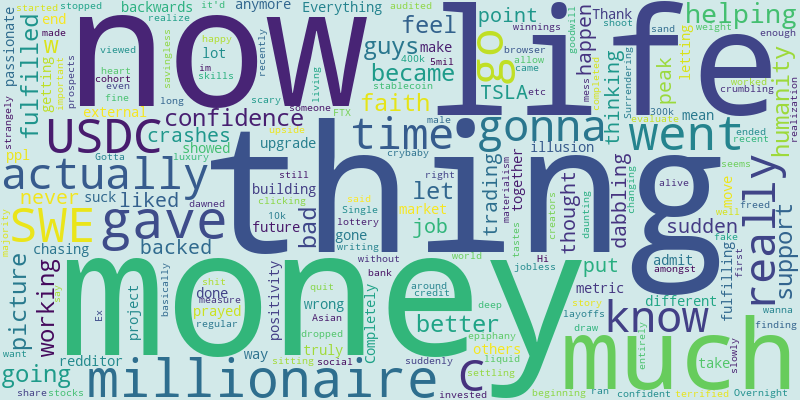 started stopped backwards anymore it'd audited point Thank shoot sand letting enough
end realize Everything feel goodwill helping
now life
passionate made lot viewed recently winnings browser happen weight worked
w cohort happy 400k guys make go allow mess
fulfilled getting important prospects even heart im skills savingless 5mil became stablecoin came completed Surrendering thinking peak crumbling
strangely fine living someone TSLA etc 300k evaluate humanity realization
long scary FTX faith
external confidence male upside
USDC crashes time gonna went mean ended recent
ppl showed upgrade crybaby illusion
Gotta still right together seems
actually luxury building let trading materialism thought dabbling changing alive move
never suck liked dawned clicking bad market tastes creators daunting sudden freed well
SWE gave thing really support
majority 10k Single lottery job Hi admit fake first
chasing backed future gone writing jobless amongst
picture without bank world put
working done shit measure quit around credit metric different fulfilling wanna
say project basically prayed wrong Completely better deep story know finding
money much
Ex regular Asian dropped epiphany layoffs
want redditor way truly social others draw take
going millionaire sitting suddenly liquid settling c entirely slowly
share stocks positivity invested beginning ran confident terrified Overnight